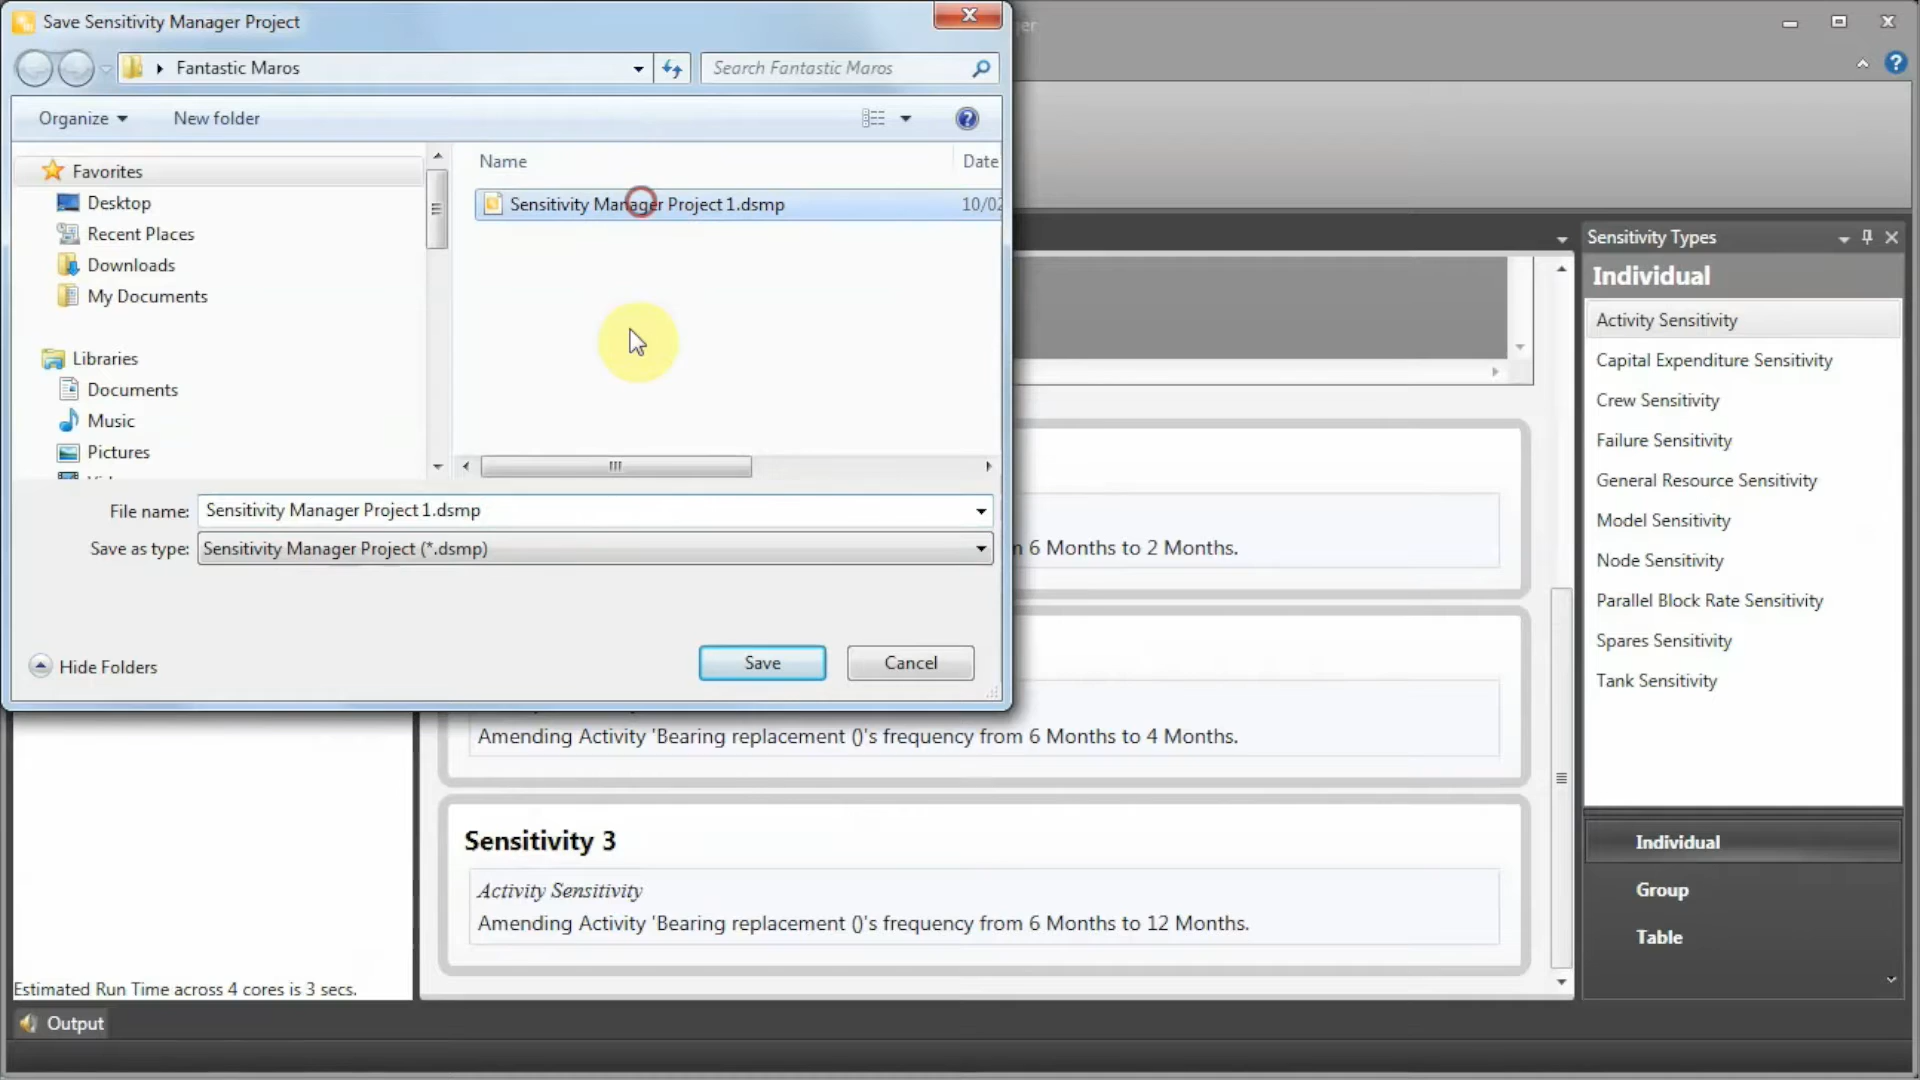 Save Sensitivity Manager Project
Fantastic Maros
Search Fantastic Maros
Organize
New folder
Favorites
Desktop
Recent Places
Downloads
My Documents
Libraries
Documents
Music
Pictures
Name
Date
Sensitivity Manager Project 1.dsmp
10/02
File name:
Sensitivity Manager Project 1.dsmp
Save as type:
Sensitivity Manager Project (*.dsmp)
Hide Folders
Save
Cancel
6 Months to 2 Months.
Amending Activity 'Bearing replacement ()'s frequency from 6 Months to 4 Months.
Sensitivity 3
Activity Sensitivity
Amending Activity 'Bearing replacement ()'s frequency from 6 Months to 12 Months.
Sensitivity Types
Individual
Activity Sensitivity
Capital Expenditure Sensitivity
Crew Sensitivity
Failure Sensitivity
General Resource Sensitivity
Model Sensitivity
Node Sensitivity
Parallel Block Rate Sensitivity
Spares Sensitivity
Tank Sensitivity
Individual
Group
Table
Estimated Run Time across 4 cores is 3 secs.
Output